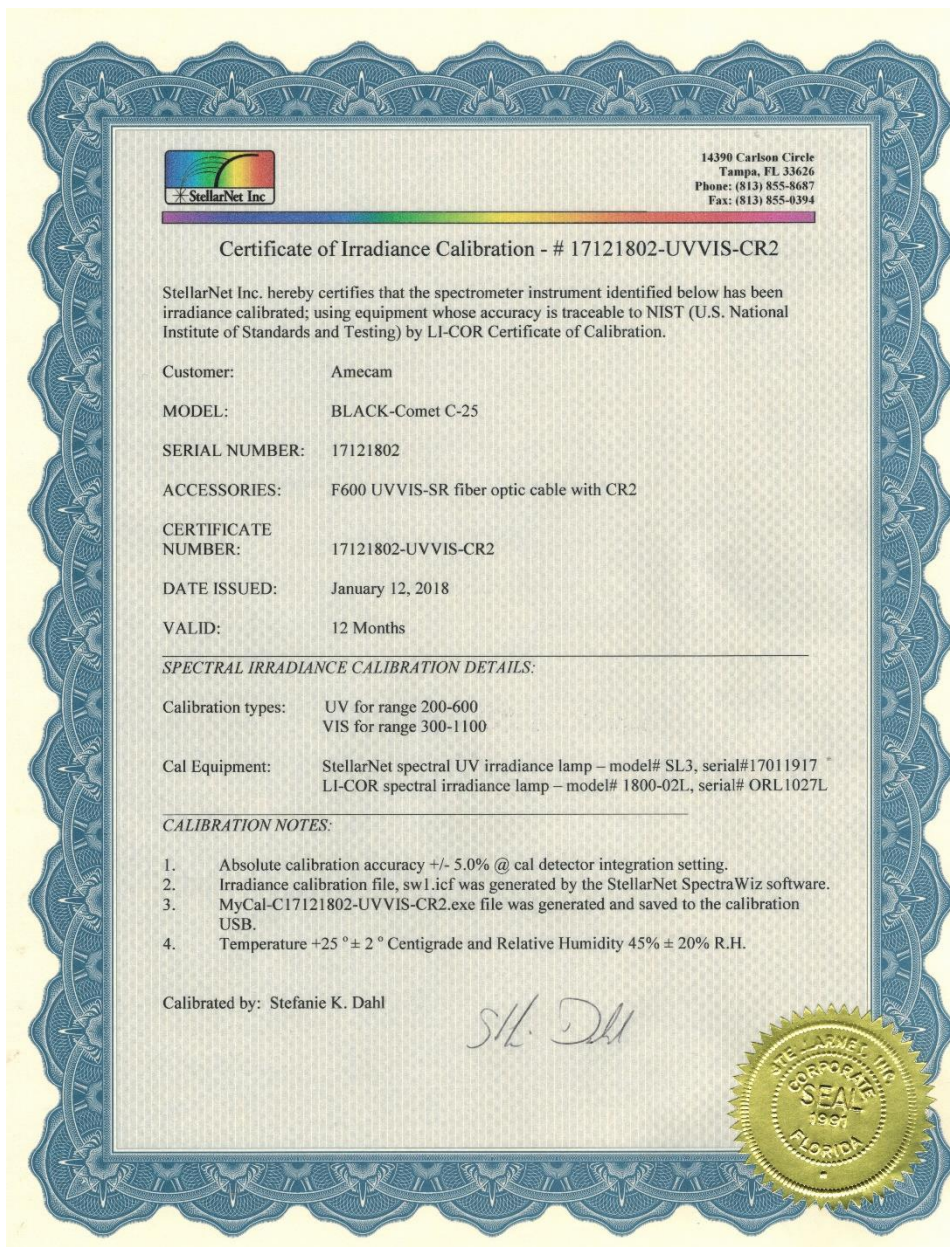 StellarNet Inc
14390 Carlson Circle
Tampa, FL 33626
Phone: (813) 855-8687
Fax: (813) 855-0394
Certificate of Irradiance Calibration - # 17121802-UVVIS-CR2
StellarNet Inc. hereby certifies that the spectrometer instrument identified below has been
irradiance calibrated; using equipment whose accuracy is traceable to NIST (U.S. National
Institute of Standards and Testing) by LI-COR Certificate of Calibration.
Customer: Amecam
MODEL: BLACK-Comet C-25
SERIAL NUMBER: 17121802
ACCESSORIES: F600 UVVIS-SR fiber optic cable with CR2
CERTIFICATE
NUMBER: 17121802-UVVIS-CR2
DATE ISSUED: January 12, 2018
VALID: 12 Months
SPECTRAL IRRADIANCE CALIBRATION DETAILS:
Calibration types: UV for range 200-600
VIS for range 300-1100
Cal Equipment: StellarNet spectral UV irradiance lamp – model# SL3, serial#17011917
LI-COR spectral irradiance lamp – model# 1800-02L, serial# ORL1027L
CALIBRATION NOTES:
1. Absolute calibration accuracy +/- 5.0% @ cal detector integration setting.
2. Irradiance calibration file, sw1.icf was generated by the StellarNet SpectraWiz software.
3. MyCal-C17121802-UVVIS-CR2.exe file was generated and saved to the calibration
USB.
4. Temperature +25 ° ± 2 ° Centigrade and Relative Humidity 45% ± 20% R.H.
Calibrated by: Stefanie K. Dahl
STELLARNET, INC.
CORPORATE
SEAL
1991
FLORIDA